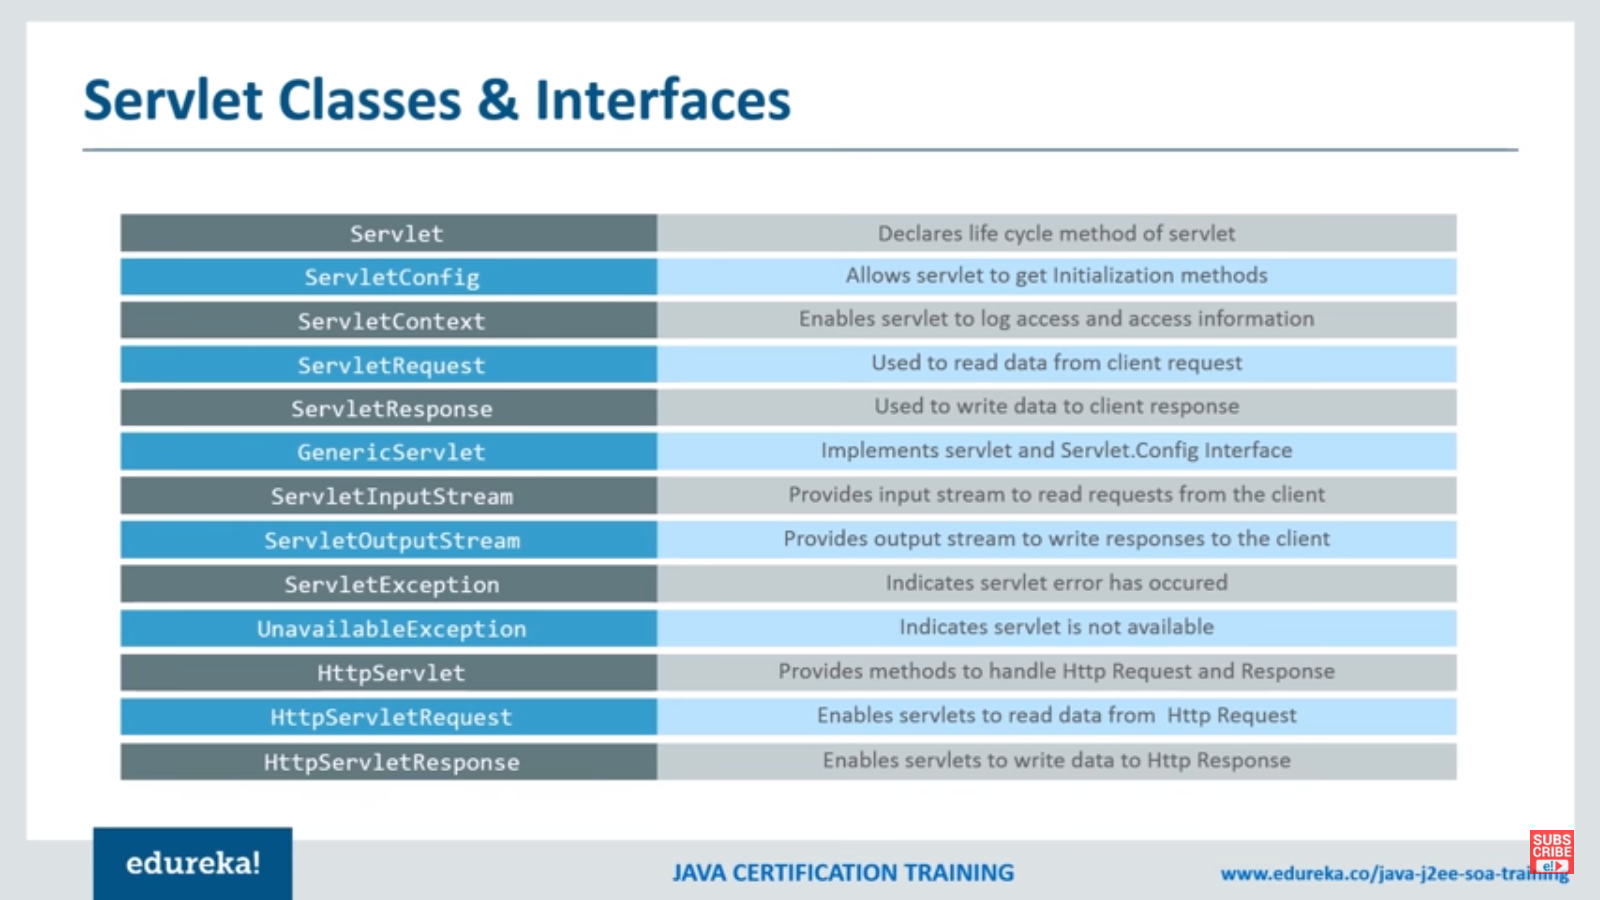 Servlet Classes & Interfaces
Servlet Declares life cycle method of servlet
ServletConfig Allows servlet to get Initialization methods
ServletContext Enables servlet to log access and access information
ServletRequest Used to read data from client request
ServletResponse Used to write data to client response
GenericServlet Implements servlet and Servlet.Config Interface
ServletInputStream Provides input stream to read requests from the client
ServletOutputStream Provides output stream to write responses to the client
ServletException Indicates servlet error has occured
UnavailableException Indicates servlet is not available
HttpServlet Provides methods to handle Http Request and Response
HttpServletRequest Enables servlets to read data from Http Request
HttpServletResponse Enables servlets to write data to Http Response
edureka!
JAVA CERTIFICATION TRAINING
www.edureka.co/java-j2ee-soa-training
SUBS
CRIBE
e!